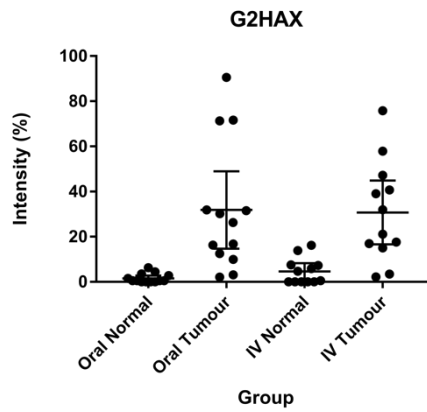 G2HAX
100
80
60
40
20
0
Intensity (%)
Oral Normal
Oral Tumour
IV Normal
IV Tumour
Group